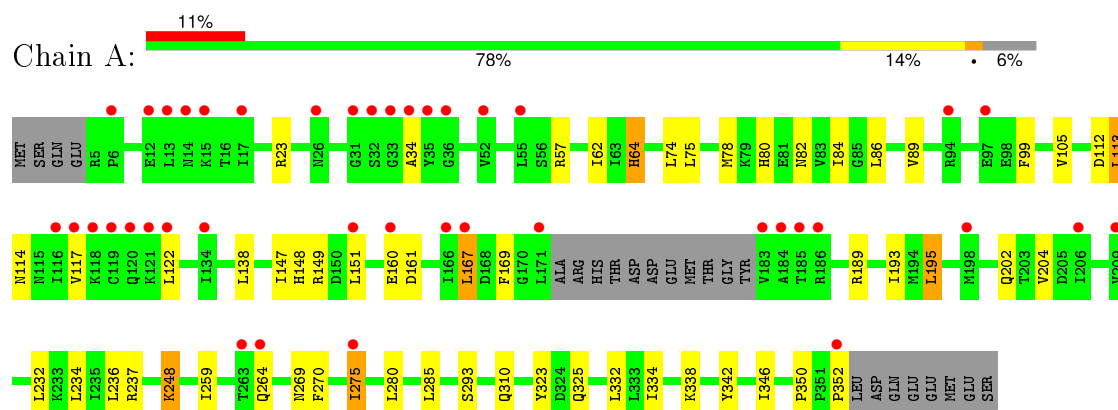 11%
Chain A:
78% 14% • 6%
MET SER GLN GLU R5 P6 E12 L13 N14 K15 T16 I17 R23 N26 G31 S32 G33 A34 Y35 G36 V52 L55 S56 R57 I62 I63 H64 L74 L75 M78 K79 H80 E81 N82 V83 I84 G85 L86 V89 R94 E97 E98 F99 V105 D112 L113
N114 N115 I116 V117 K118 C119 Q120 K121 L122 I134 L138 I147 H148 R149 D150 L151 E160 D161 I166 L167 D168 F169 G170 L171 ALA ARG HIS THR ASP ASP GLU MET THR GLY TYR V183 A184 T185 R186 R189 I193 M194 L195 M198 Q202 T203 V204 D205 I206
L232 K233 L234 I235 L236 R237 K248 I259 T263 Q264 N269 F270 I275 L280 L285 S293 Q310 Y323 D324 Q325 L332 L333 I334 K338 Y342 I346 P350 P351 P352 LEU ASP GLN GLU GLU MET GLU SER